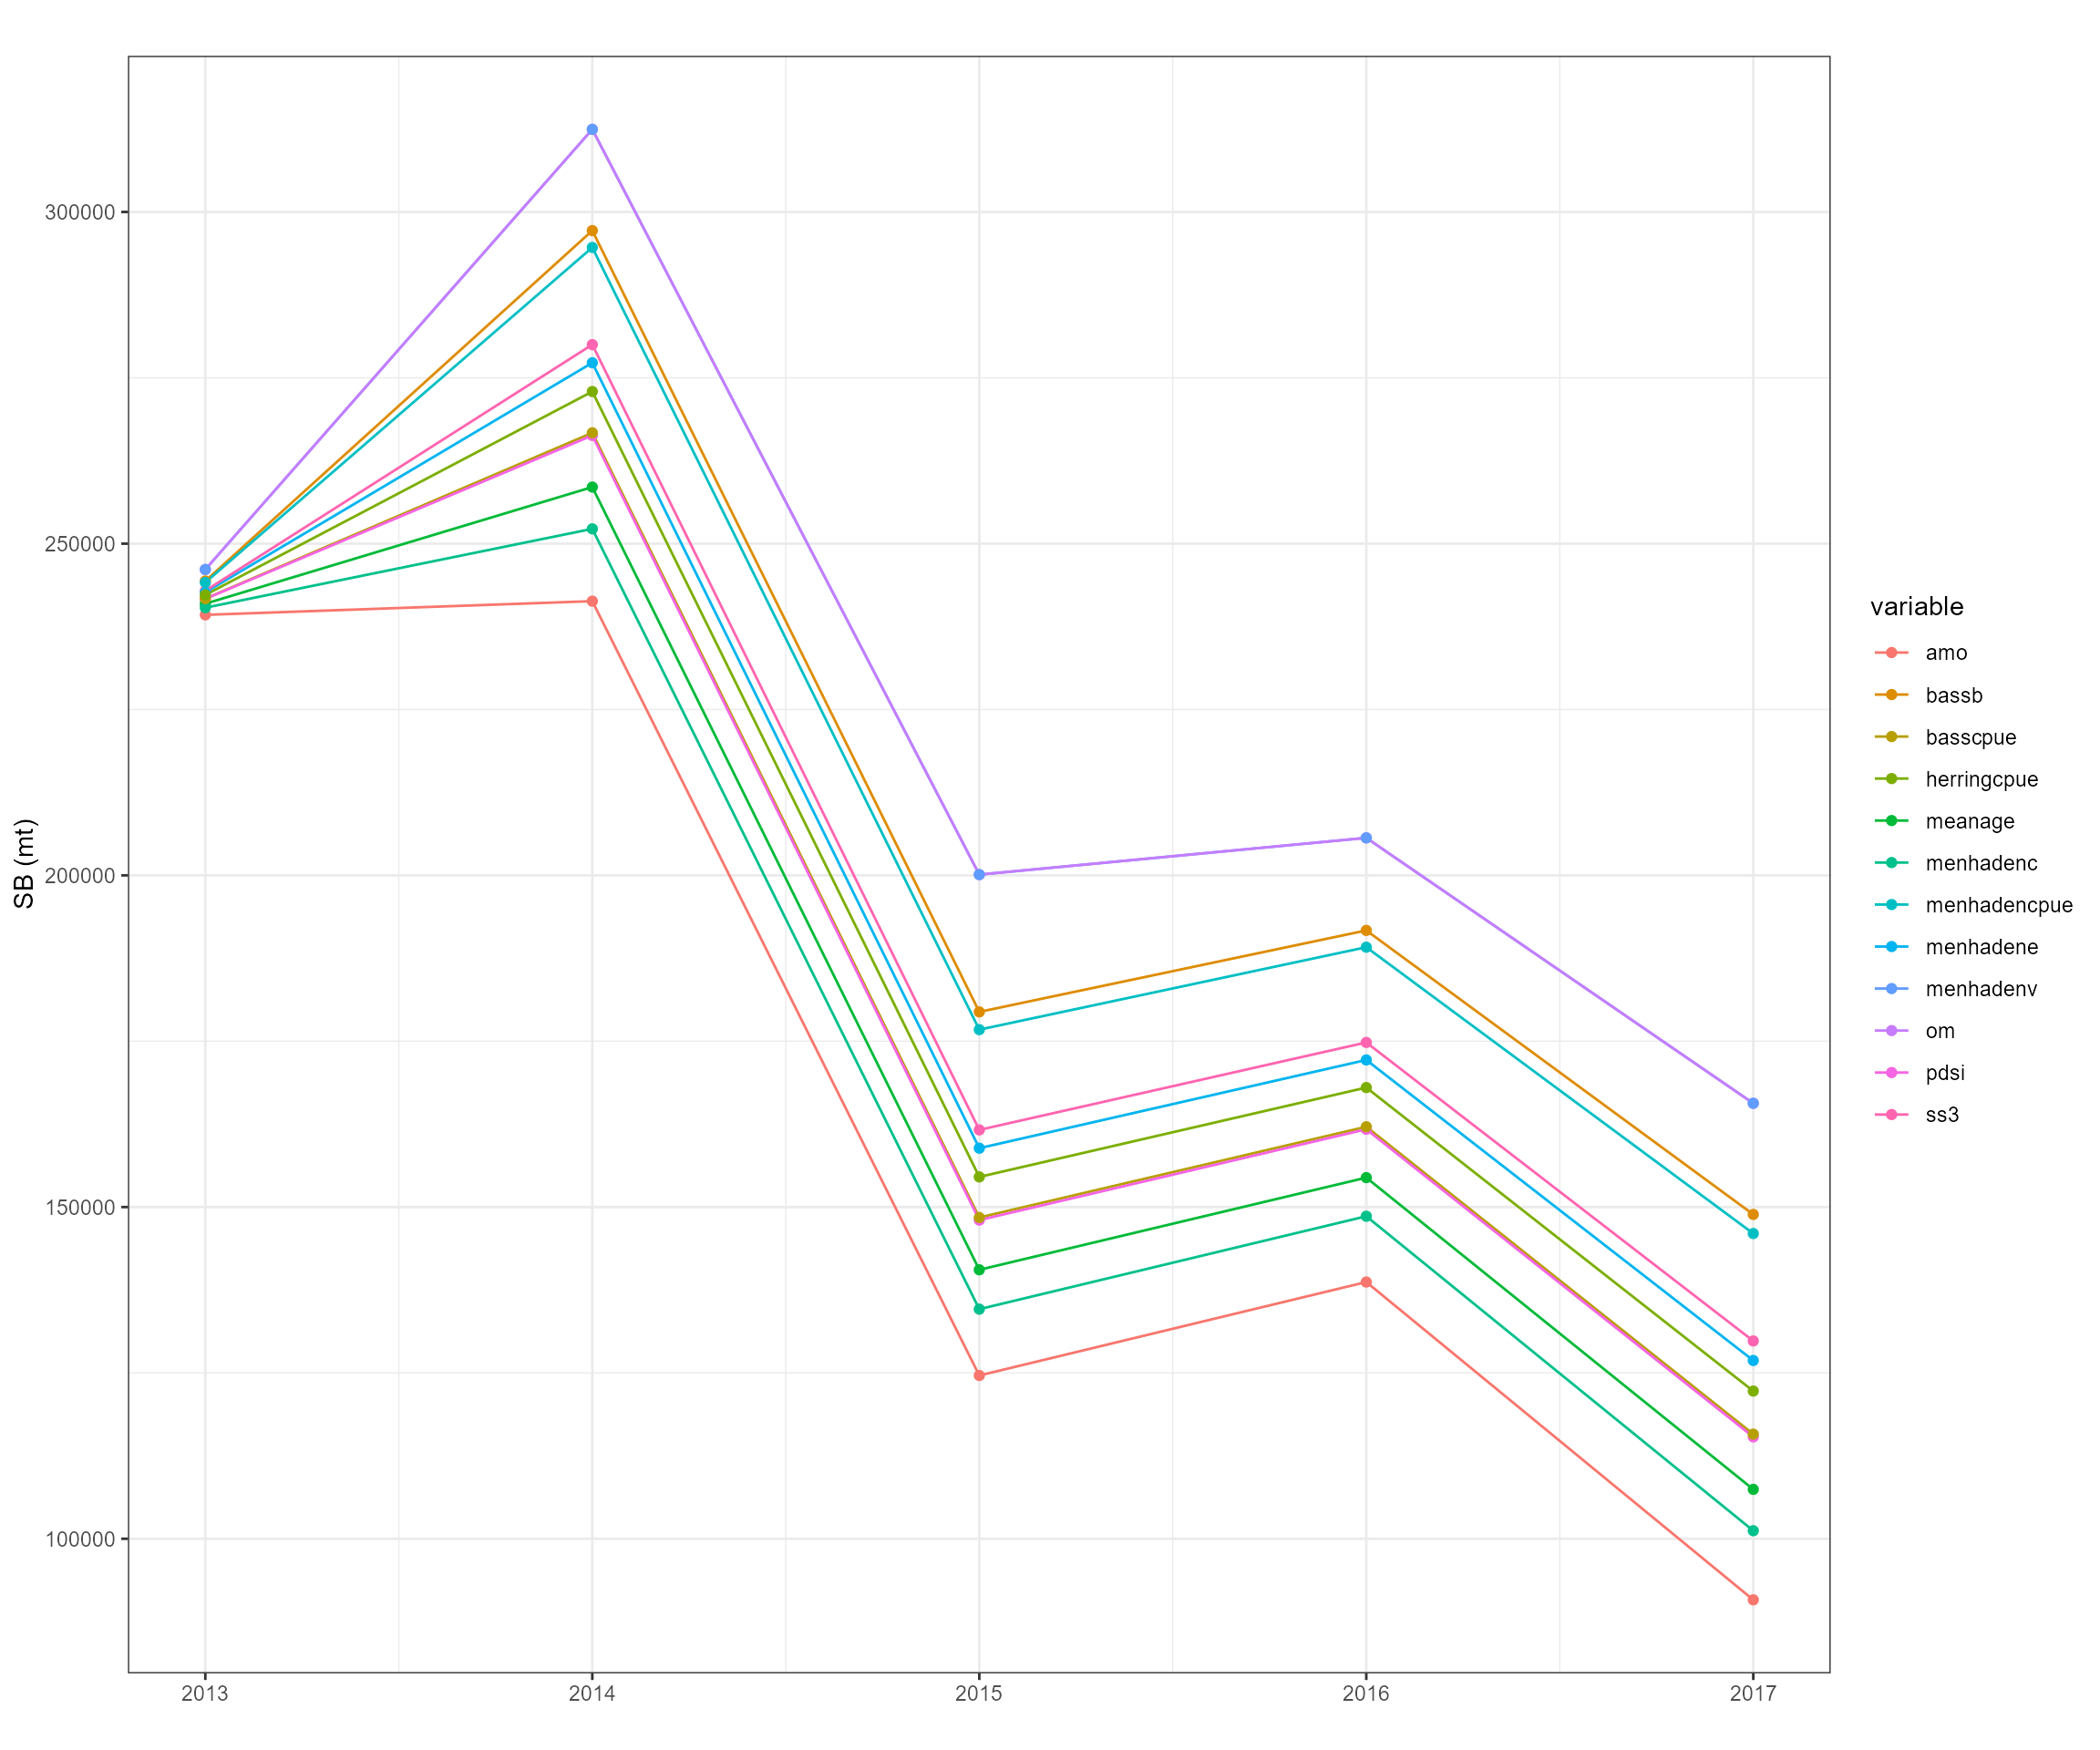 SB (mt)
300000
250000
200000
150000
100000
2013 2014 2015 2016 2017
variable
amo
bassb
basscpue
herringcpue
meanage
menhadenc
menhadencpue
menhadene
menhadenv
om
pdsi
ss3